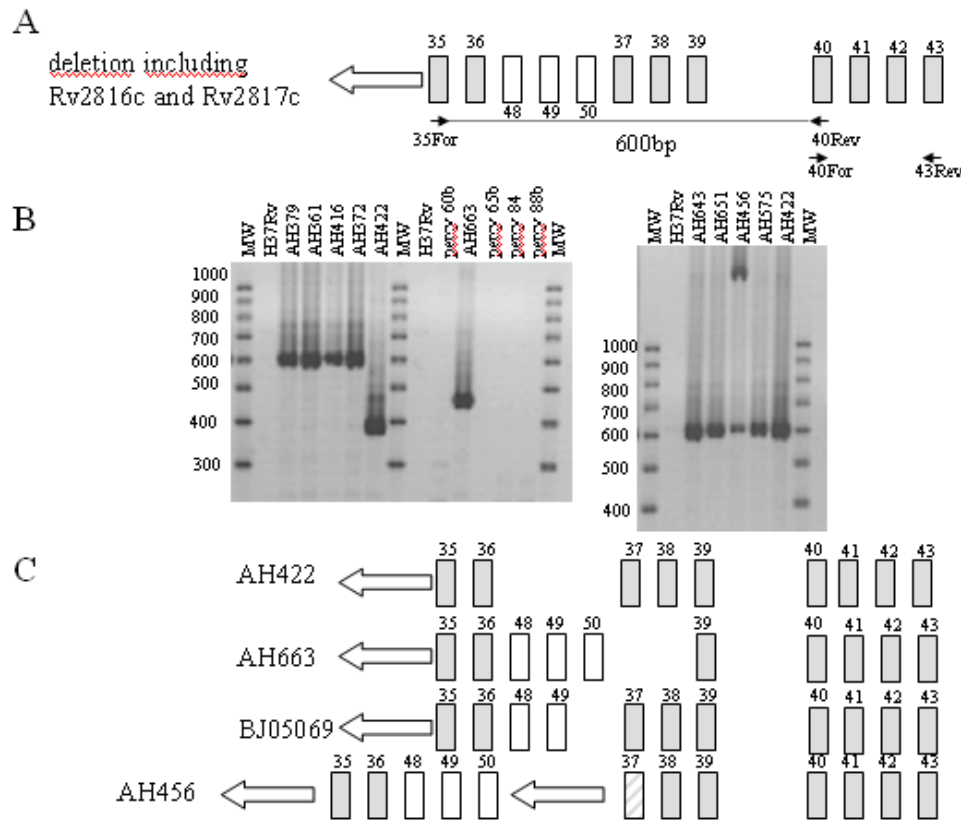 A
deletion including
Rv2816c and Rv2817c
35 36 37 38 39 40 41 42 43
48 49 50
35For 600bp 40Rev
40For 43Rev
B
MW H37Rv AH379 AH361 AH416 AH372 AH422 MW H37Rv perry 60b AH663 perry 65b perry 84 perry 88b MW
1000
900
800
700
600
500
400
300
MW H37Rv AH643 AH651 AH456 AH575 AH422 MW
1000
900
800
700
600
500
400
C
35 36 37 38 39 40 41 42 43
AH422
35 36 48 49 50 39 40 41 42 43
AH663
35 36 48 49 37 38 39 40 41 42 43
BJ05069
35 36 48 49 50 37 38 39 40 41 42 43
AH456